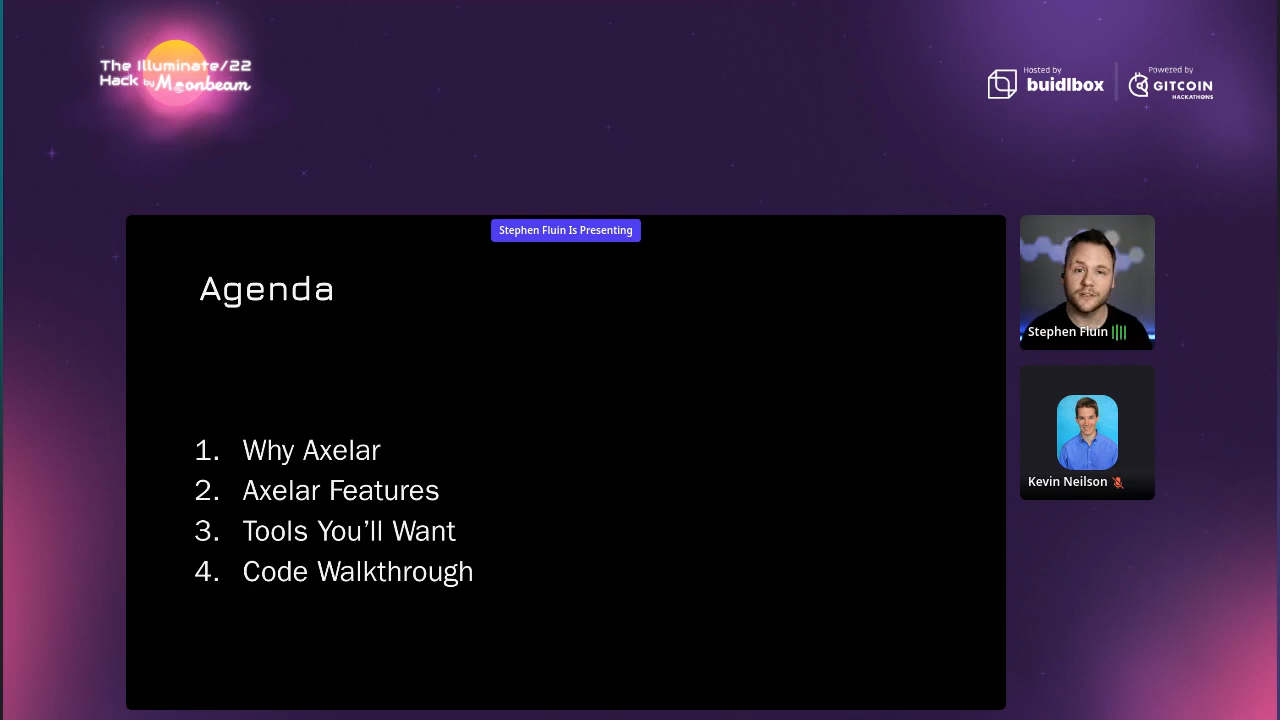 The Illuminate/22
Hack by Moonbeam
Hosted by
buidlbox
Powered by
GITCOIN
HACKATHONS
Stephen Fluin Is Presenting
Agenda
1. Why Axelar
2. Axelar Features
3. Tools You’ll Want
4. Code Walkthrough
Stephen Fluin
Kevin Neilson